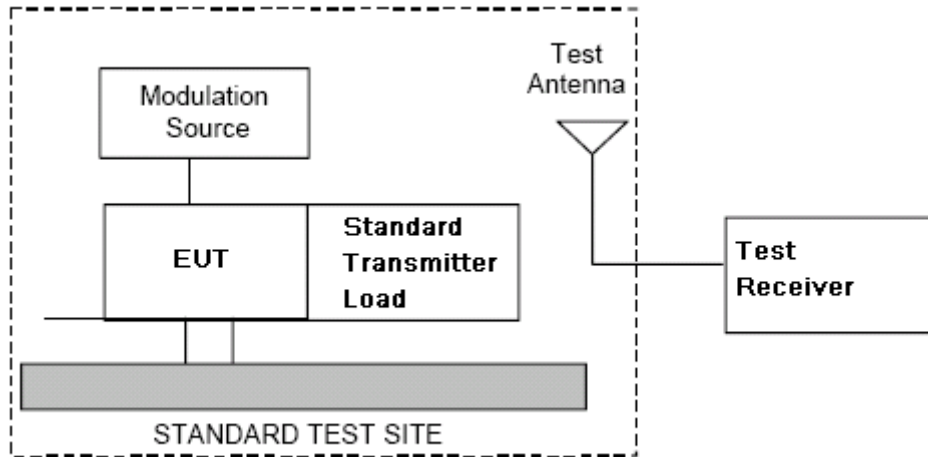 Test
Antenna
Modulation
Source
EUT
Standard
Transmitter
Load
Test
Receiver
STANDARD TEST SITE